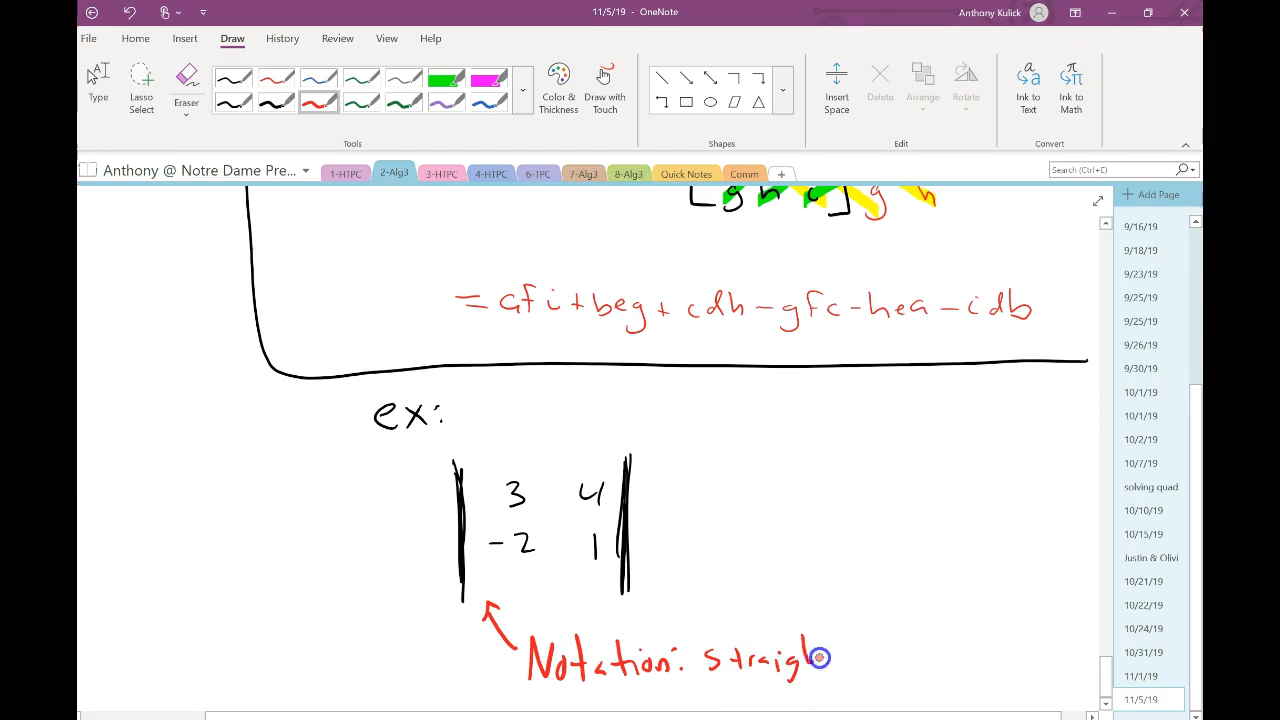 11/5/19 - OneNote
Anthony Kulick
File Home Insert Draw History Review View Help
Type
Lasso Select
Eraser
Color & Thickness
Draw with Touch
Insert Space
Delete
Arrange
Rotate
Ink to Text
Ink to Math
Tools
Shapes
Edit
Convert
Anthony @ Notre Dame Pre...
1-HTPC 2-Alg3 3-HTPC 4-HTPC 6-TPC 7-Alg3 8-Alg3 Quick Notes Comm
Search (Ctrl+E)
Add Page
9/16/19
9/18/19
9/23/19
9/25/19
9/25/19
9/26/19
9/30/19
10/1/19
10/1/19
10/2/19
10/7/19
solving quad
10/10/19
10/15/19
Justin & Olivi
10/21/19
10/22/19
10/24/19
10/31/19
11/1/19
11/5/19
[g h i] g h
= afi + beg + cdh - gfc - hea - idb
ex:
3 4
-2 1
Notation: straigh